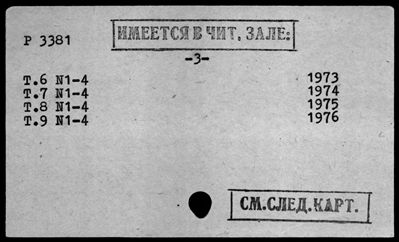 Р 3381
ИМЕЕТСЯ В ЧИТ. ЗАЛЕ:
-3-
Т.6 N1-4 1973
Т.7 N1-4 1974
Т.8 N1-4 1975
Т.9 N1-4 1976
СМ.СЛЕД.КАРТ.